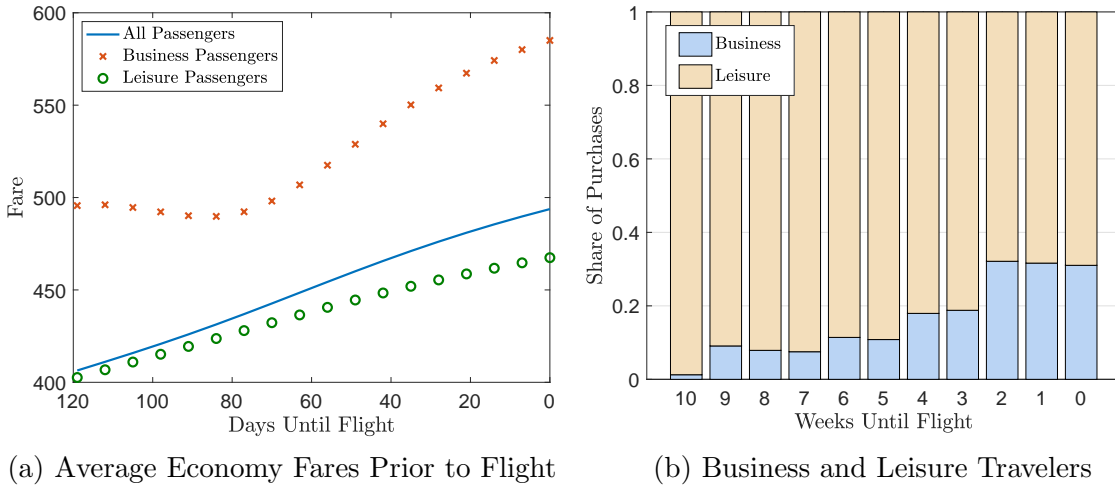 600
550
500
450
400
Fare
All Passengers
Business Passengers
Leisure Passengers
120 100 80 60 40 20 0
Days Until Flight
(a) Average Economy Fares Prior to Flight
1
0.8
0.6
0.4
0.2
0
Share of Purchases
Business
Leisure
10 9 8 7 6 5 4 3 2 1 0
Weeks Until Flight
(b) Business and Leisure Travelers